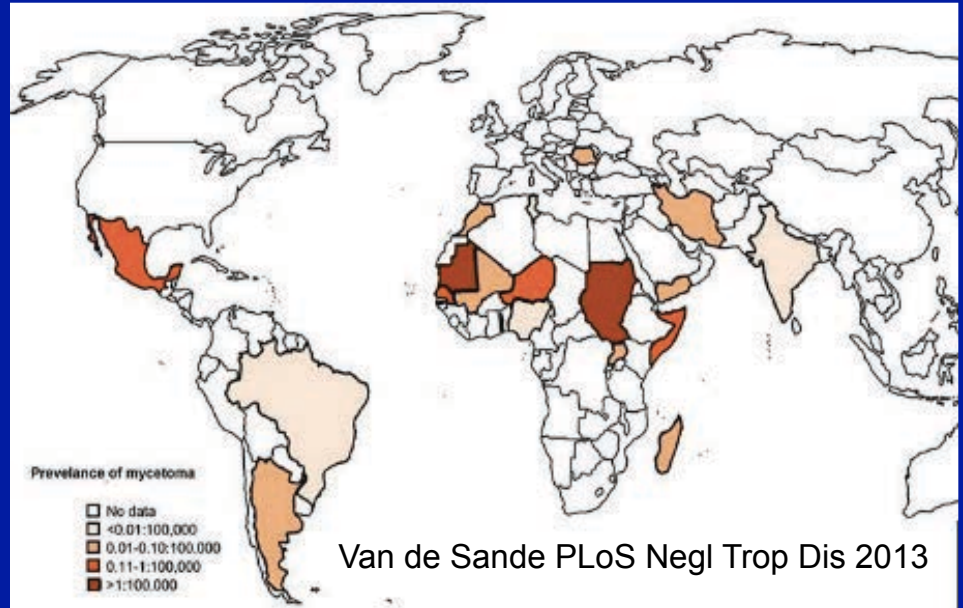 Prevelance of mycetoma
No data
<0.01:100,000
0.01-0.10:100.000
0.11-1:100,000
>1:100.000
Van de Sande PLoS Negl Trop Dis 2013